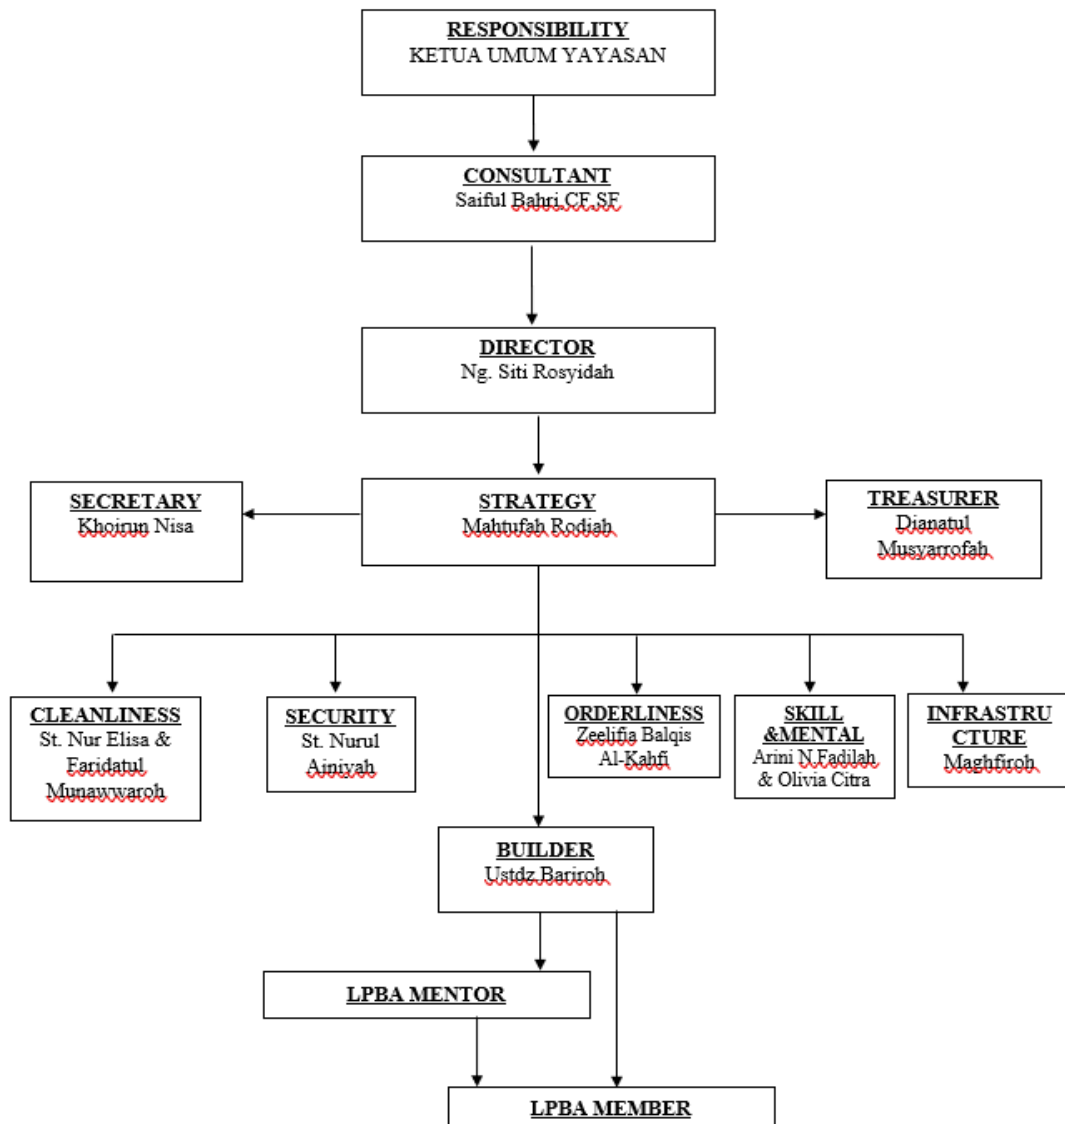 RESPONSIBILITY
KETUA UMUM YAYASAN
CONSULTANT
Saiful Bahri,CF,SF
DIRECTOR
Ng. Siti Rosyidah
SECRETARY
Khoirun Nisa
STRATEGY
Mahtufah Rodiah
TREASURER
Dianatul
Musyarrofah
CLEANLINESS
St. Nur Elisa &
Faridatul
Munawwaroh
SECURITY
St. Nurul
Ainiyah
ORDERLINESS
Zeelifia Balqis
Al-Kahfi
SKILL
&MENTAL
Arini N.Fadilah
& Olivia Citra
INFRASTRU
CTURE
Maghfiroh
BUILDER
Ustdz.Bariroh
LPBA MENTOR
LPBA MEMBER